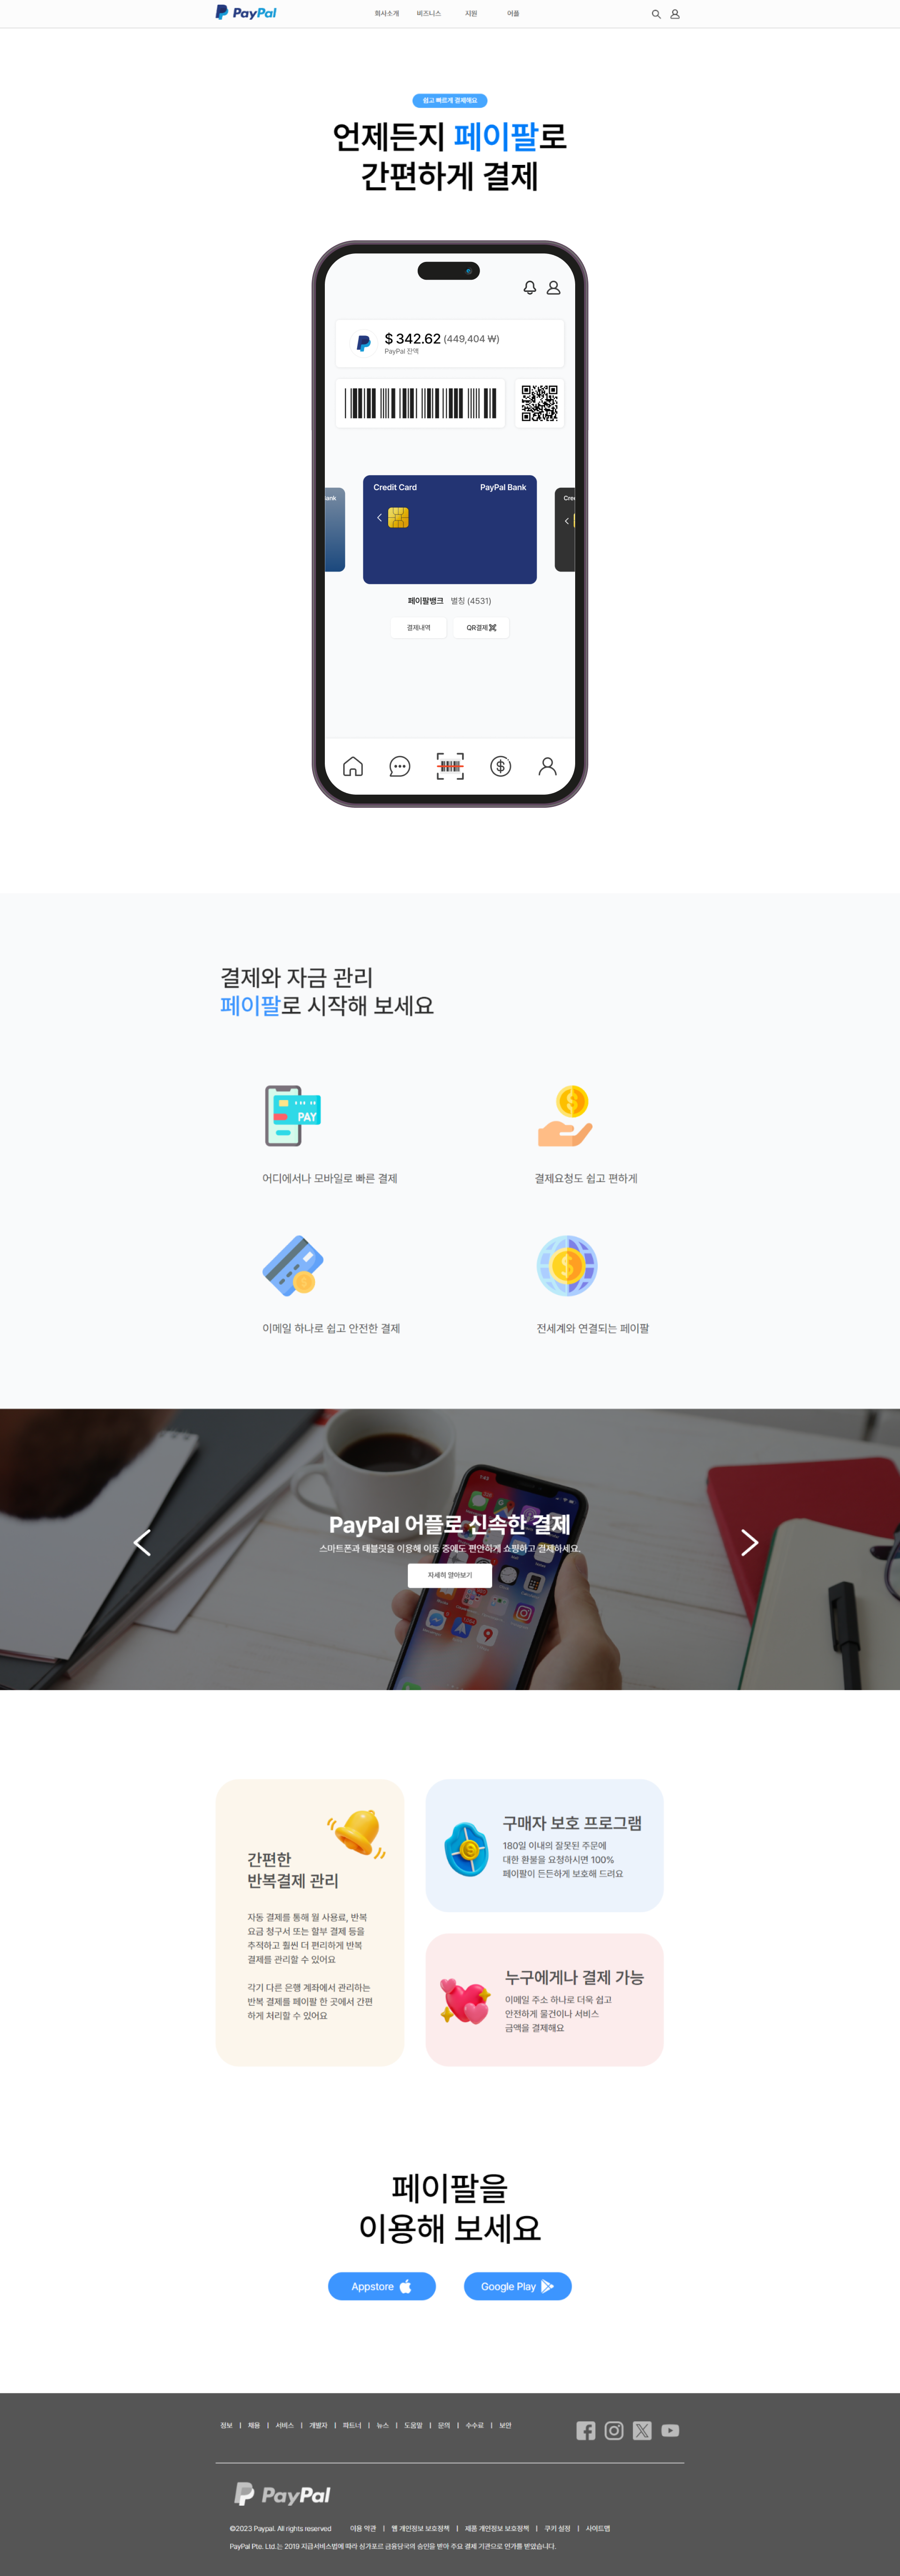 PayPal
회사소개 비즈니스 지원 어플
쉽고 빠르게 결제해요
언제든지 페이팔로
간편하게 결제
$ 342.62 (449,404 ₩)
PayPal 잔액
Credit Card PayPal Bank
페이팔뱅크 별칭 (4531)
결제내역 QR결제
결제와 자금 관리
페이팔로 시작해 보세요
PAY
어디에서나 모바일로 빠른 결제
결제요청도 쉽고 편하게
이메일 하나로 쉽고 안전한 결제
전세계와 연결되는 페이팔
PayPal 어플로 신속한 결제
스마트폰과 태블릿을 이용해 이동 중에도 편안하게 쇼핑하고 결제하세요.
자세히 알아보기
간편한
반복결제 관리
자동 결제를 통해 월 사용료, 반복
요금 청구서 또는 할부 결제 등을
추적하고 훨씬 더 편리하게 반복
결제를 관리할 수 있어요
각기 다른 은행 계좌에서 관리하는
반복 결제를 페이팔 한 곳에서 간편
하게 처리할 수 있어요
구매자 보호 프로그램
180일 이내의 잘못된 주문에
대한 환불을 요청하시면 100%
페이팔이 든든하게 보호해 드려요
누구에게나 결제 가능
이메일 주소 하나로 더욱 쉽고
안전하게 물건이나 서비스
금액을 결제해요
페이팔을
이용해 보세요
Appstore
Google Play
정보 | 채용 | 서비스 | 개발자 | 파트너 | 뉴스 | 도움말 | 문의 | 수수료 | 보안
PayPal
©2023 Paypal. All rights reserved 이용 약관 | 웹 개인정보 보호정책 | 제품 개인정보 보호정책 | 쿠키 설정 | 사이트맵
PayPal Pte. Ltd.는 2019 지급서비스법에 따라 싱가포르 금융당국의 승인을 받아 주요 결제 기관으로 인가를 받았습니다.